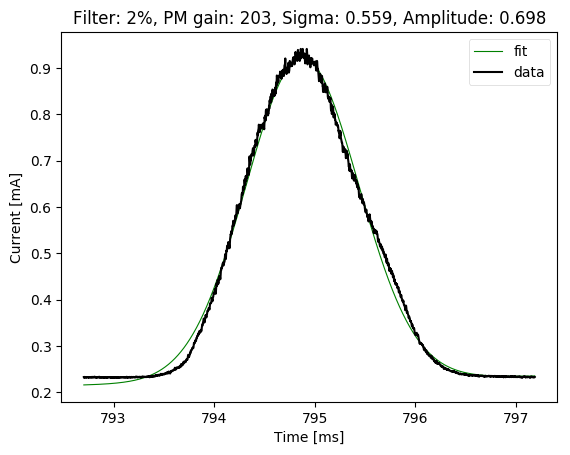 Filter: 2%, PM gain: 203, Sigma: 0.559, Amplitude: 0.698
fit
data
0.9
0.8
0.7
0.6
0.5
0.4
0.3
0.2
Current [mA]
793
794
795
796
797
Time [ms]